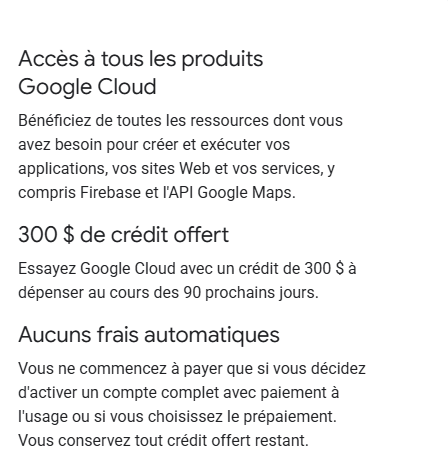 Accès à tous les produits
Google Cloud
Bénéficiez de toutes les ressources dont vous
avez besoin pour créer et exécuter vos
applications, vos sites Web et vos services, y
compris Firebase et l'API Google Maps.
300 $ de crédit offert
Essayez Google Cloud avec un crédit de 300 $ à
dépenser au cours des 90 prochains jours.
Aucuns frais automatiques
Vous ne commencez à payer que si vous décidez
d'activer un compte complet avec paiement à
l'usage ou si vous choisissez le prépaiement.
Vous conservez tout crédit offert restant.